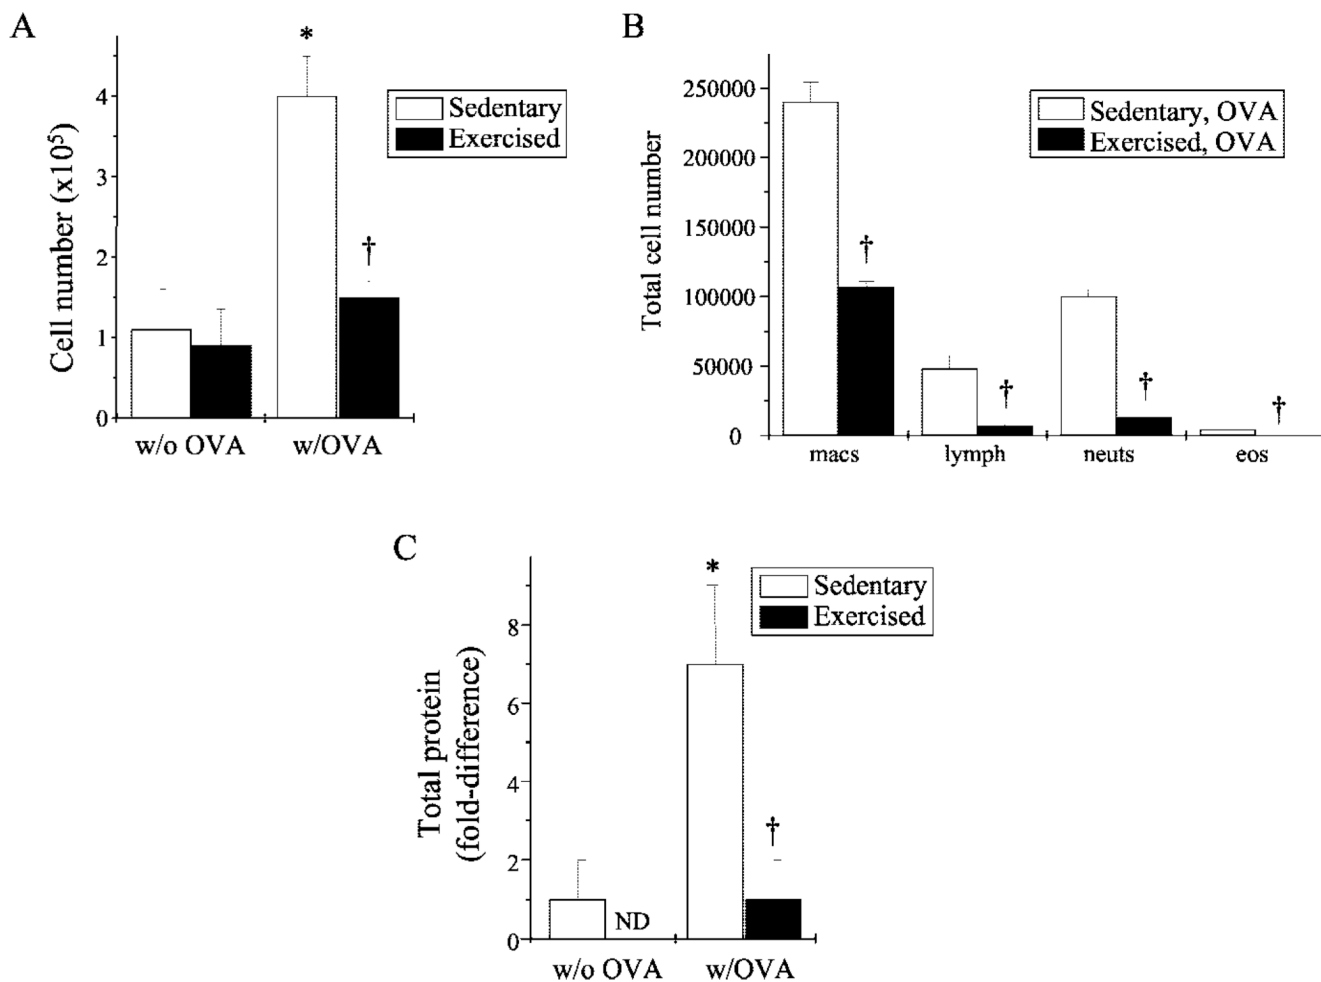 A
*
Sedentary
Exercised
†
Cell number (x10⁵)
4
4
2
1
0
w/o OVA
w/OVA
B
Sedentary, OVA
Exercised, OVA
Total cell number
250000
200000
150000
100000
50000
0
†
†
†
†
macs
lymph
neuts
eos
C
*
Sedentary
Exercised
†
Total protein
(fold-difference)
8
6
4
2
0
ND
w/o OVA
w/OVA